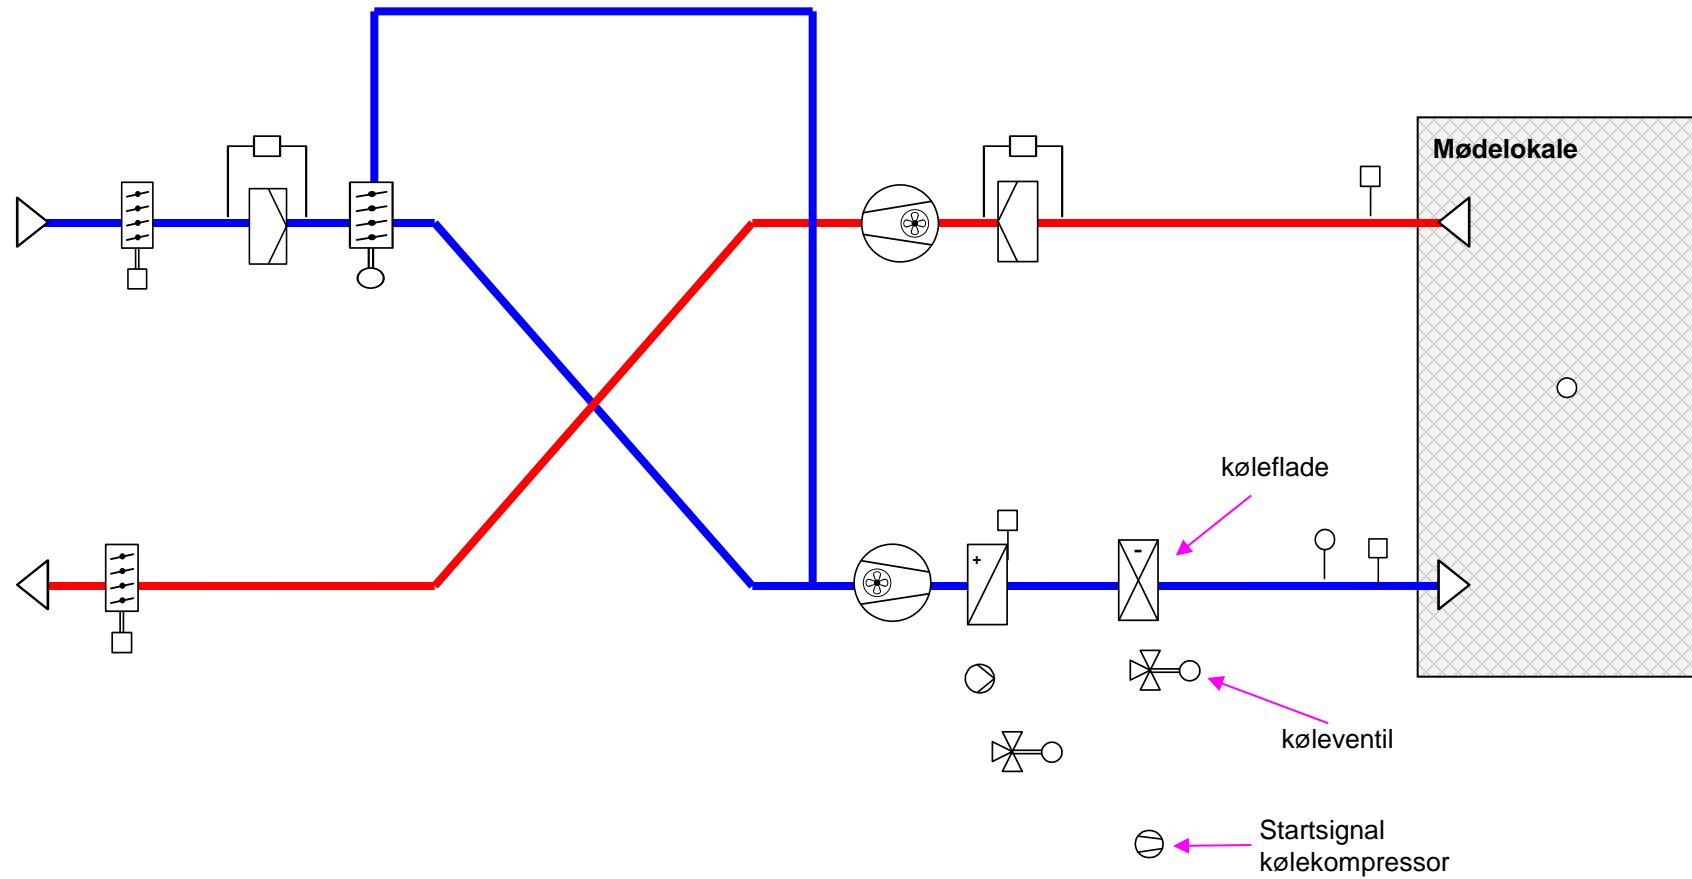 Mødelokale
køleflade
+
-
køleventil
Startsignal
kølekompressor